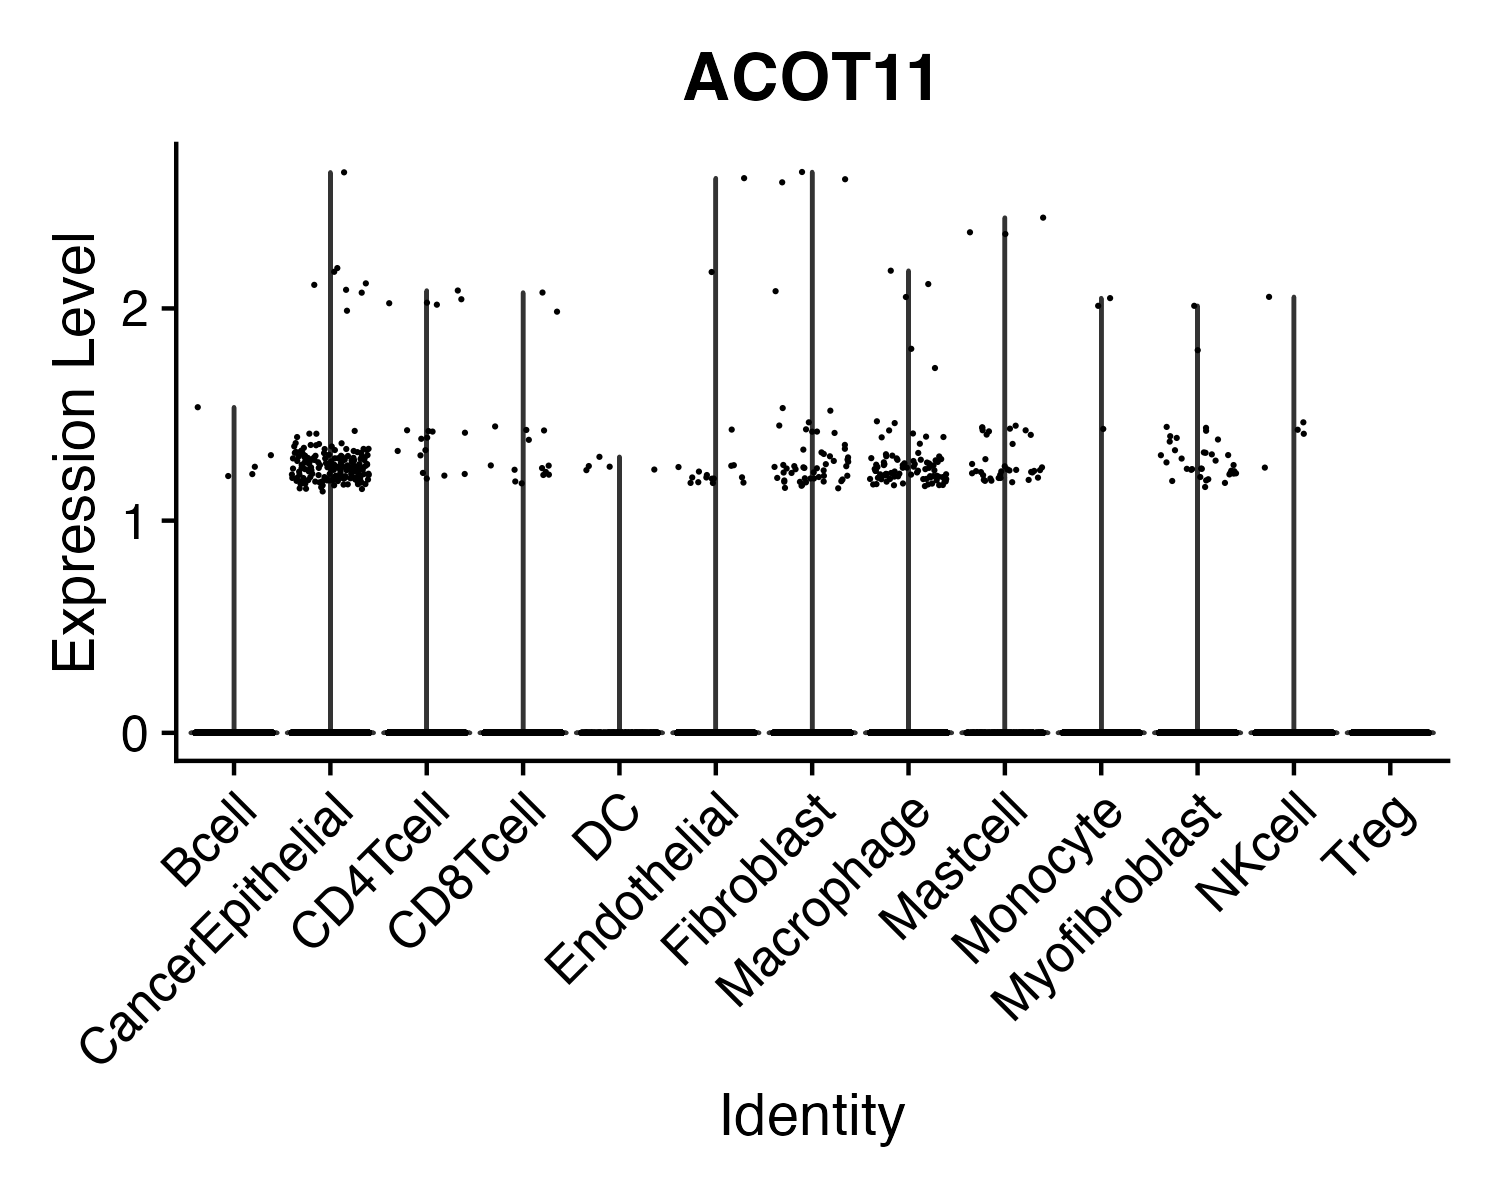 ACOT11
Expression Level
2
1
0
Bcell
CancerEpithelial
CD4Tcell
CD8Tcell
DC
Endothelial
Fibroblast
Macrophage
Mastcell
Monocyte
Myofibroblast
NKcell
Treg
Identity